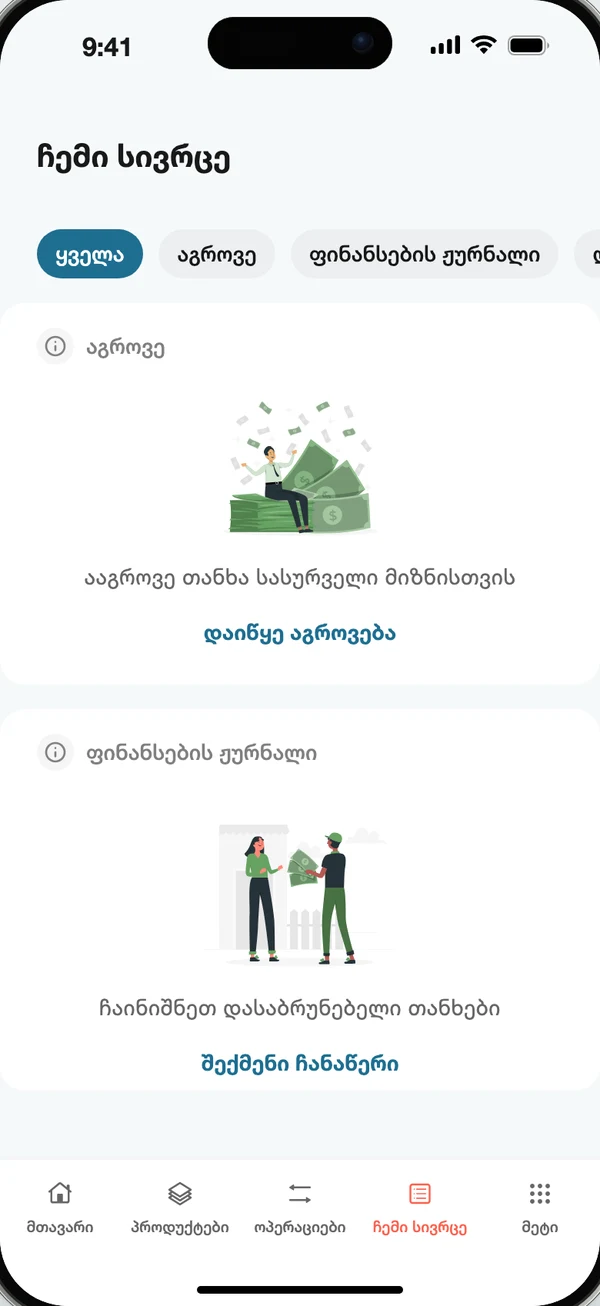 9:41
ჩემი სივრცე
ყველა
აგროვე
ფინანსების ჟურნალი
აგროვე
ააგროვე თანხა სასურველი მიზნისთვის
დაიწყე აგროვება
ფინანსების ჟურნალი
ჩაინიშნეთ დასაბრუნებელი თანხები
შექმენი ჩანაწერი
მთავარი
პროდუქტები
ოპერაციები
ჩემი სივრცე
მეტი